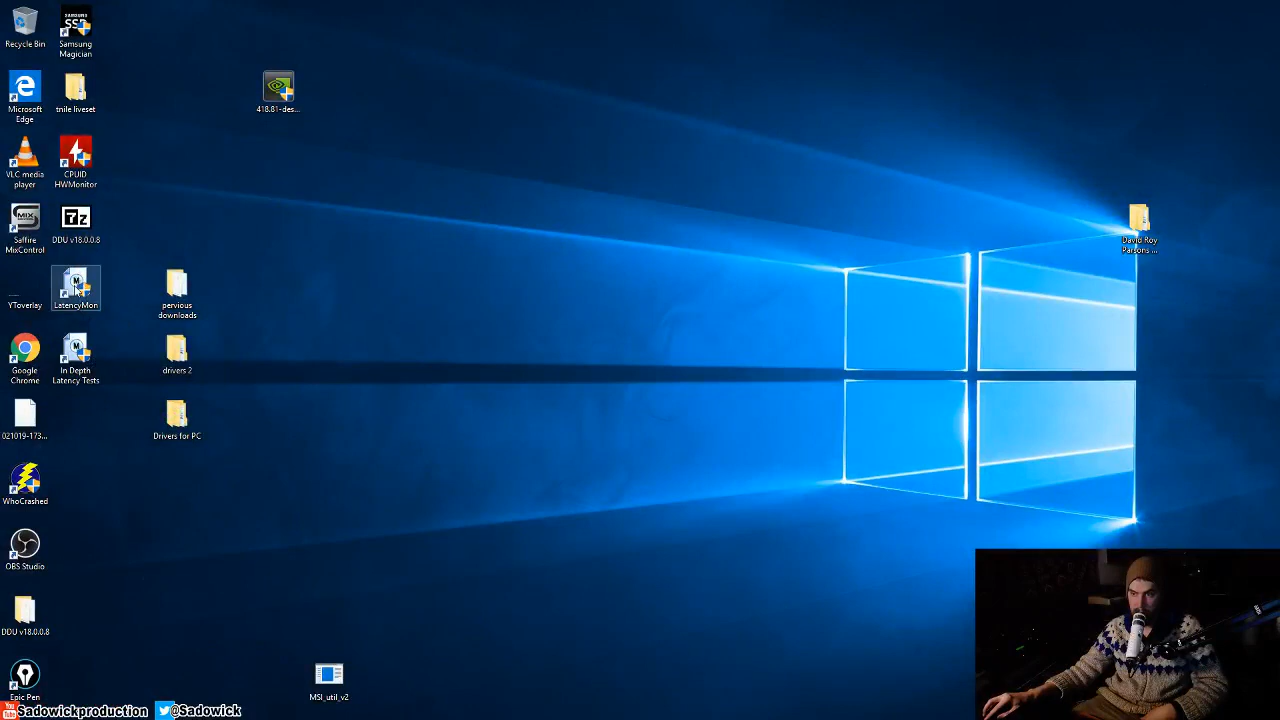 Recycle Bin
Samsung
Magician
Microsoft
Edge
tnile liveset
418.81-des...
VLC media
player
CPUID
HWMonitor
Saffire
MixControl
DDU v18.0.0.8
David Roy
Parsons ...
YToverlay
LatencyMon
pervious
downloads
Google
Chrome
In Depth
Latency Tests
drivers 2
021019-173...
Drivers for PC
WhoCrashed
OBS Studio
DDU v18.0.0.8
Epic Pen
MSI_util_v2
Sadowickproduction @Sadowick